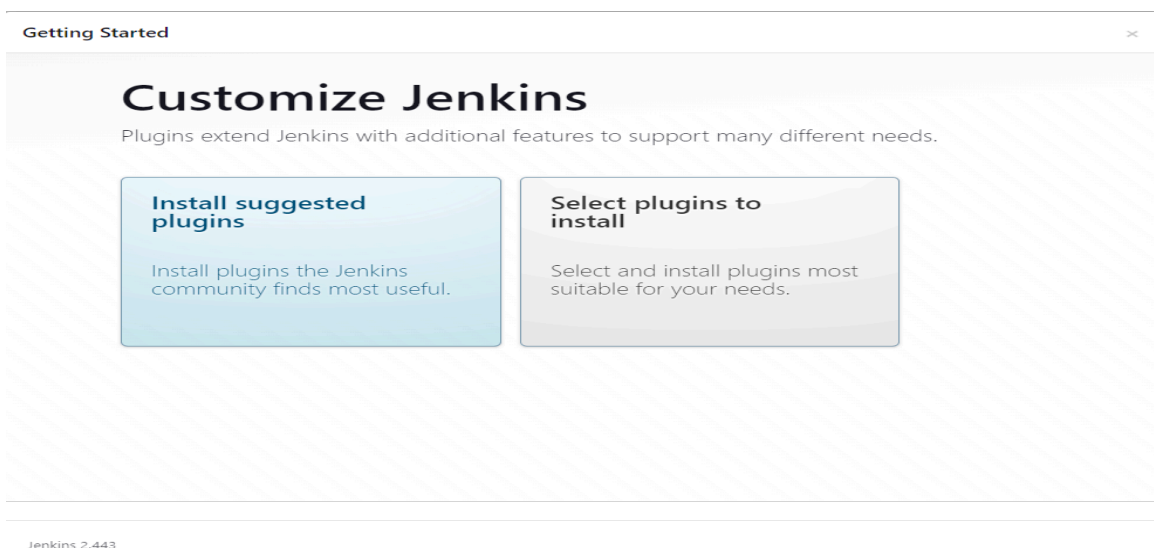 Getting Started
×
Customize Jenkins
Plugins extend Jenkins with additional features to support many different needs.
Install suggested
plugins
Install plugins the Jenkins
community finds most useful.
Select plugins to
install
Select and install plugins most
suitable for your needs.
Jenkins 2.443